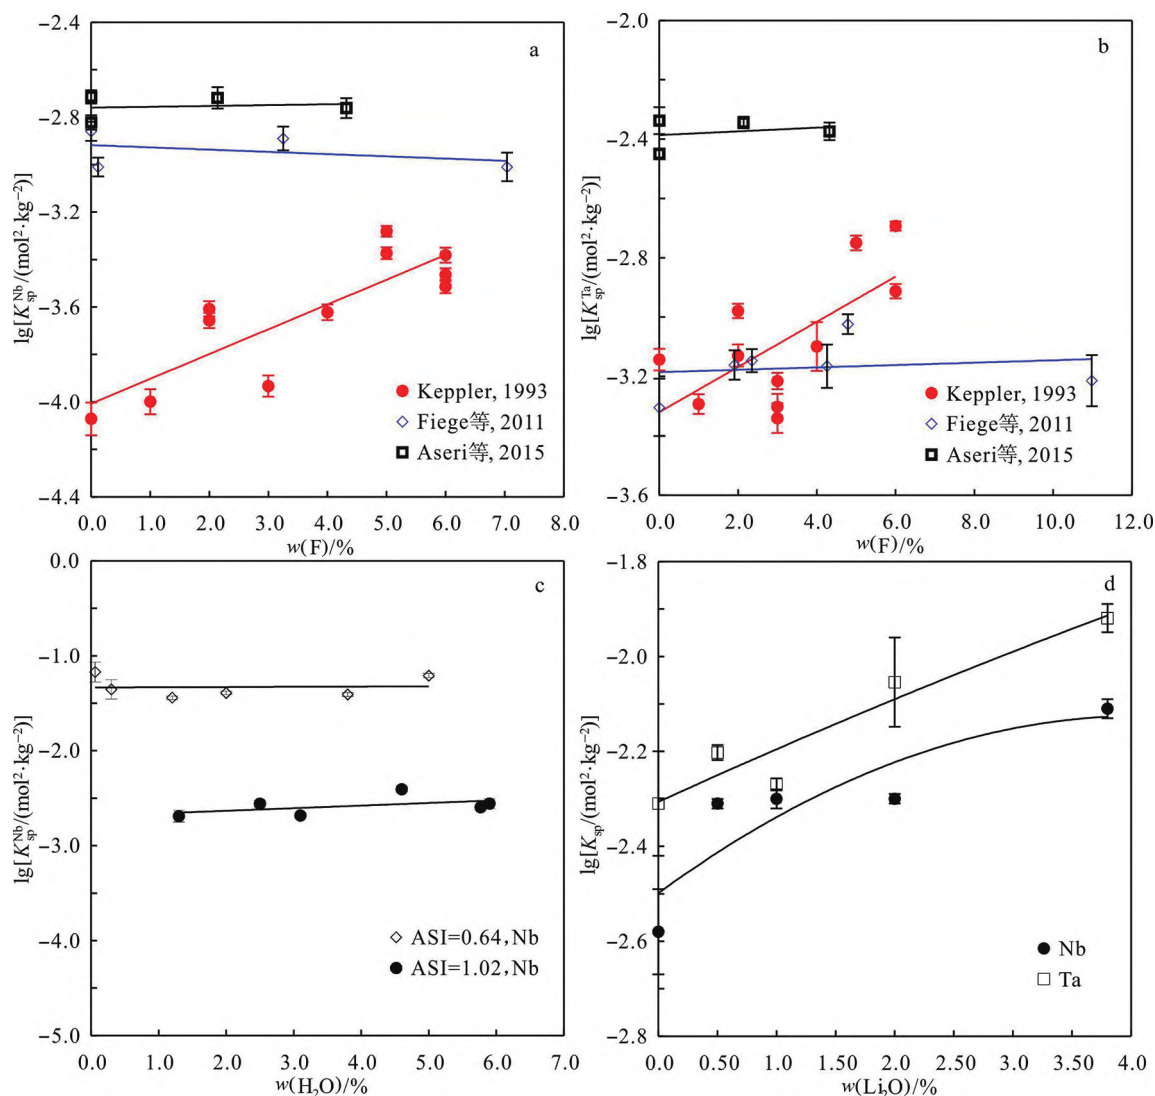 a
−2.4
−2.8
−3.2
−3.6
−4.0
−4.4
lg[K_sp^Nb/(mol²·kg⁻²)]
Keppler, 1993
Fiege等, 2011
Aseri等, 2015
0.0 1.0 2.0 3.0 4.0 5.0 6.0 7.0 8.0
w(F)/%
b
−2.0
−2.4
−2.8
−3.2
−3.6
lg[K_sp^Ta/(mol²·kg⁻²)]
Keppler, 1993
Fiege等, 2011
Aseri等, 2015
0.0 2.0 4.0 6.0 8.0 10.0 12.0
w(F)/%
c
0.0
−1.0
−2.0
−3.0
−4.0
−5.0
lg[K_sp^Nb/(mol²·kg⁻²)]
ASI=0.64,Nb
ASI=1.02,Nb
0.0 1.0 2.0 3.0 4.0 5.0 6.0 7.0
w(H₂O)/%
d
−1.8
−2.0
−2.2
−2.4
−2.6
−2.8
lg[K_sp/(mol²·kg⁻²)]
Nb
Ta
0.0 0.50 1.0 1.50 2.0 2.50 3.0 3.50 4.0
w(Li₂O)/%